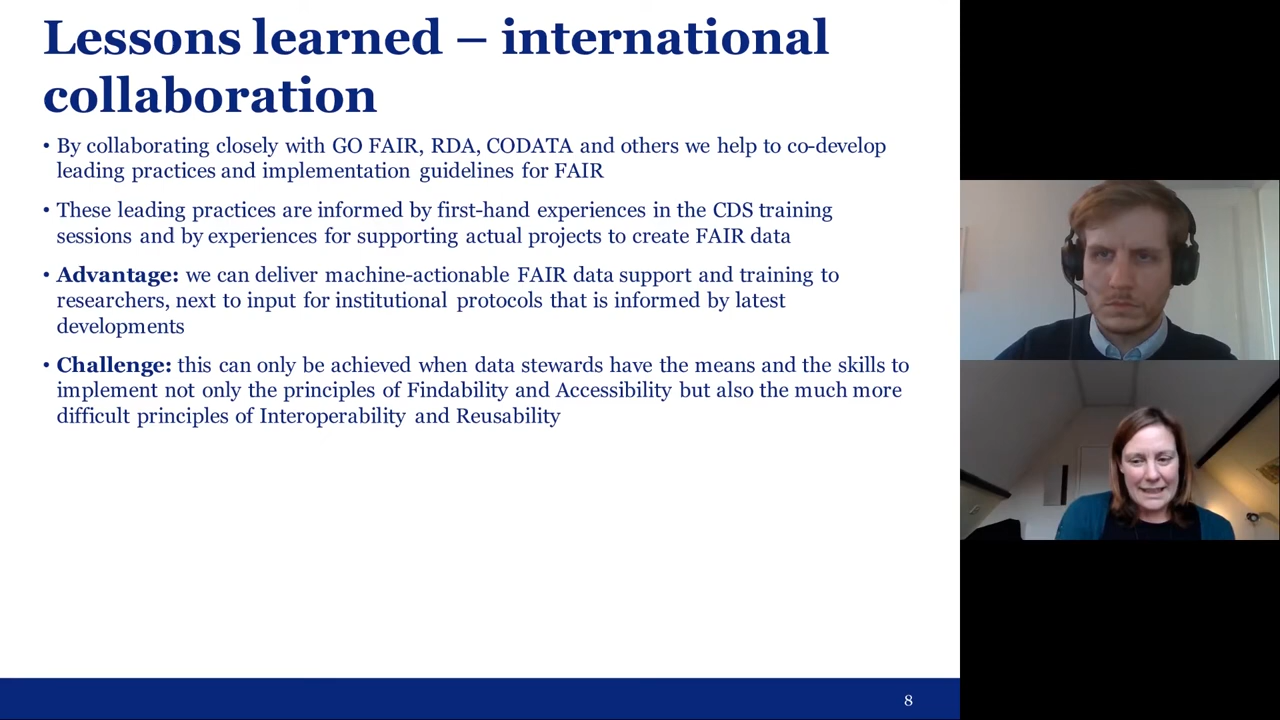 Lessons learned – international
collaboration
• By collaborating closely with GO FAIR, RDA, CODATA and others we help to co-develop
leading practices and implementation guidelines for FAIR
• These leading practices are informed by first-hand experiences in the CDS training
sessions and by experiences for supporting actual projects to create FAIR data
• Advantage: we can deliver machine-actionable FAIR data support and training to
researchers, next to input for institutional protocols that is informed by latest
developments
• Challenge: this can only be achieved when data stewards have the means and the skills to
implement not only the principles of Findability and Accessibility but also the much more
difficult principles of Interoperability and Reusability
8